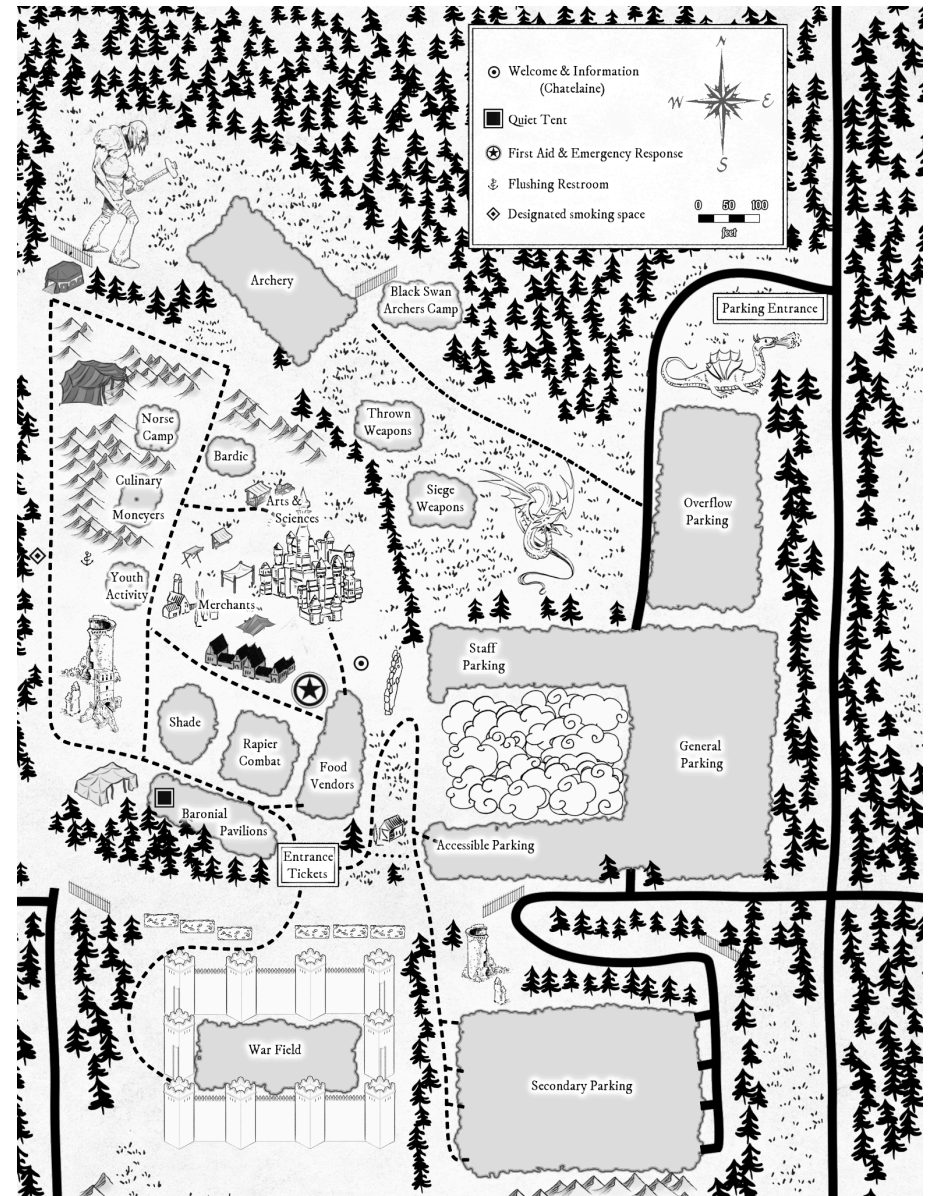 N
W
E
S
Welcome & Information
(Chatelaine)
Quiet Tent
First Aid & Emergency Response
Flushing Restroom
Designated smoking space
0 50 100
feet
Archery
Black Swan
Archers Camp
Parking Entrance
Norse
Camp
Thrown
Weapons
Bardic
Culinary
Moneyers
Arts &
Sciences
Siege
Weapons
Overflow
Parking
Youth
Activity
Merchants
Staff
Parking
Shade
Rapier
Combat
Food
Vendors
General
Parking
Baronial
Pavilions
Accessible Parking
Entrance
Tickets
War Field
Secondary Parking